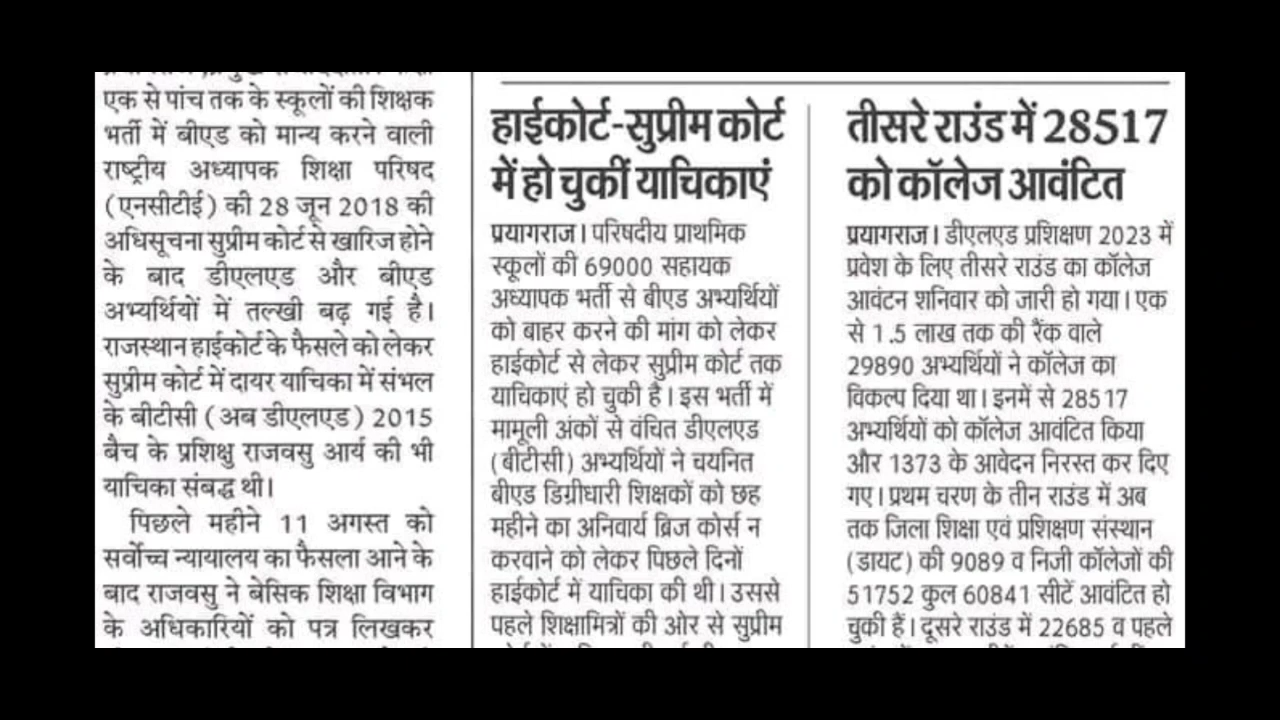 एक से पांच तक के स्कूलों की शिक्षक
भर्ती में बीएड को मान्य करने वाली
राष्ट्रीय अध्यापक शिक्षा परिषद
(एनसीटीई) की 28 जून 2018 की
अधिसूचना सुप्रीम कोर्ट से खारिज होने
के बाद डीएलएड और बीएड
अभ्यर्थियों में तल्खी बढ़ गई है।
राजस्थान हाईकोर्ट के फैसले को लेकर
सुप्रीम कोर्ट में दायर याचिका में संभल
के बीटीसी (अब डीएलएड) 2015
बैच के प्रशिक्षु राजवसु आर्य की भी
याचिका संबद्ध थी।
पिछले महीने 11 अगस्त को
सर्वोच्च न्यायालय का फैसला आने के
बाद राजवसु ने बेसिक शिक्षा विभाग
के अधिकारियों को पत्र लिखकर
हाईकोर्ट-सुप्रीम कोर्ट
में हो चुकीं याचिकाएं
प्रयागराज। परिषदीय प्राथमिक
स्कूलों की 69000 सहायक
अध्यापक भर्ती से बीएड अभ्यर्थियों
को बाहर करने की मांग को लेकर
हाईकोर्ट से लेकर सुप्रीम कोर्ट तक
याचिकाएं हो चुकी है। इस भर्ती में
मामूली अंकों से वंचित डीएलएड
(बीटीसी) अभ्यर्थियों ने चयनित
बीएड डिग्रीधारी शिक्षकों को छह
महीने का अनिवार्य ब्रिज कोर्स न
करवाने को लेकर पिछले दिनों
हाईकोर्ट में याचिका की थी। उससे
पहले शिक्षामित्रों की ओर से सुप्रीम
तीसरे राउंड में 28517
को कॉलेज आवंटित
प्रयागराज। डीएलएड प्रशिक्षण 2023 में
प्रवेश के लिए तीसरे राउंड का कॉलेज
आवंटन शनिवार को जारी हो गया। एक
से 1.5 लाख तक की रैंक वाले
29890 अभ्यर्थियों ने कॉलेज का
विकल्प दिया था। इनमें से 28517
अभ्यर्थियों को कॉलेज आवंटित किया
और 1373 के आवेदन निरस्त कर दिए
गए। प्रथम चरण के तीन राउंड में अब
तक जिला शिक्षा एवं प्रशिक्षण संस्थान
(डायट) की 9089 व निजी कॉलेजों की
51752 कुल 60841 सीटें आवंटित हो
चुकी हैं। दूसरे राउंड में 22685 व पहले